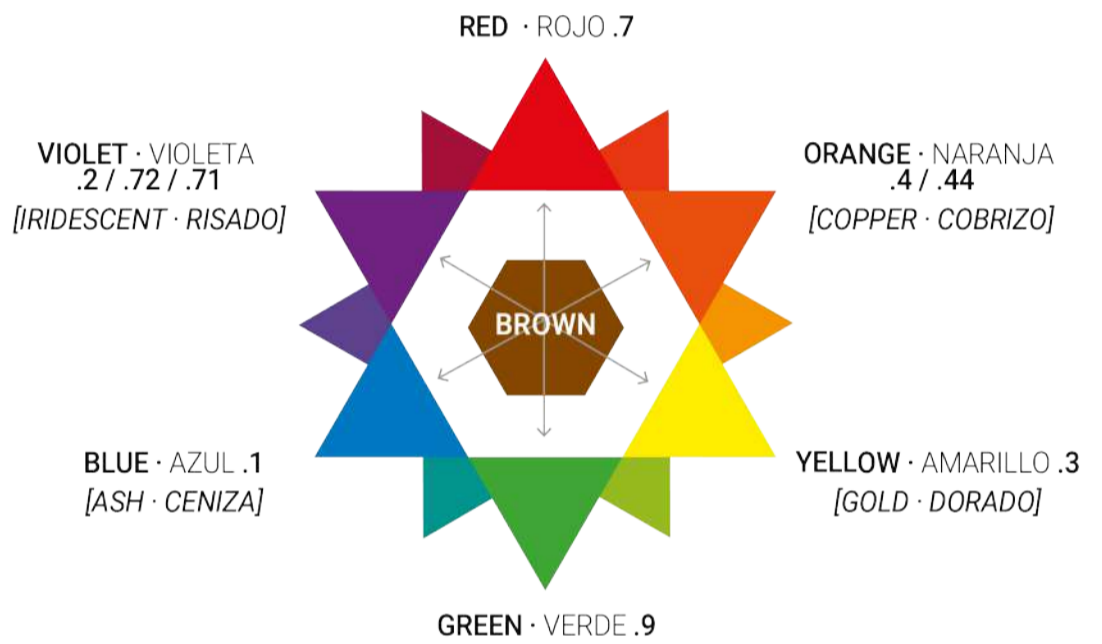 RED · ROJO .7
VIOLET · VIOLETA
.2 / .72 / .71
[IRIDESCENT · RISADO]
ORANGE · NARANJA
.4 / .44
[COPPER · COBRIZO]
BROWN
BLUE · AZUL .1
[ASH · CENIZA]
YELLOW · AMARILLO .3
[GOLD · DORADO]
GREEN · VERDE .9